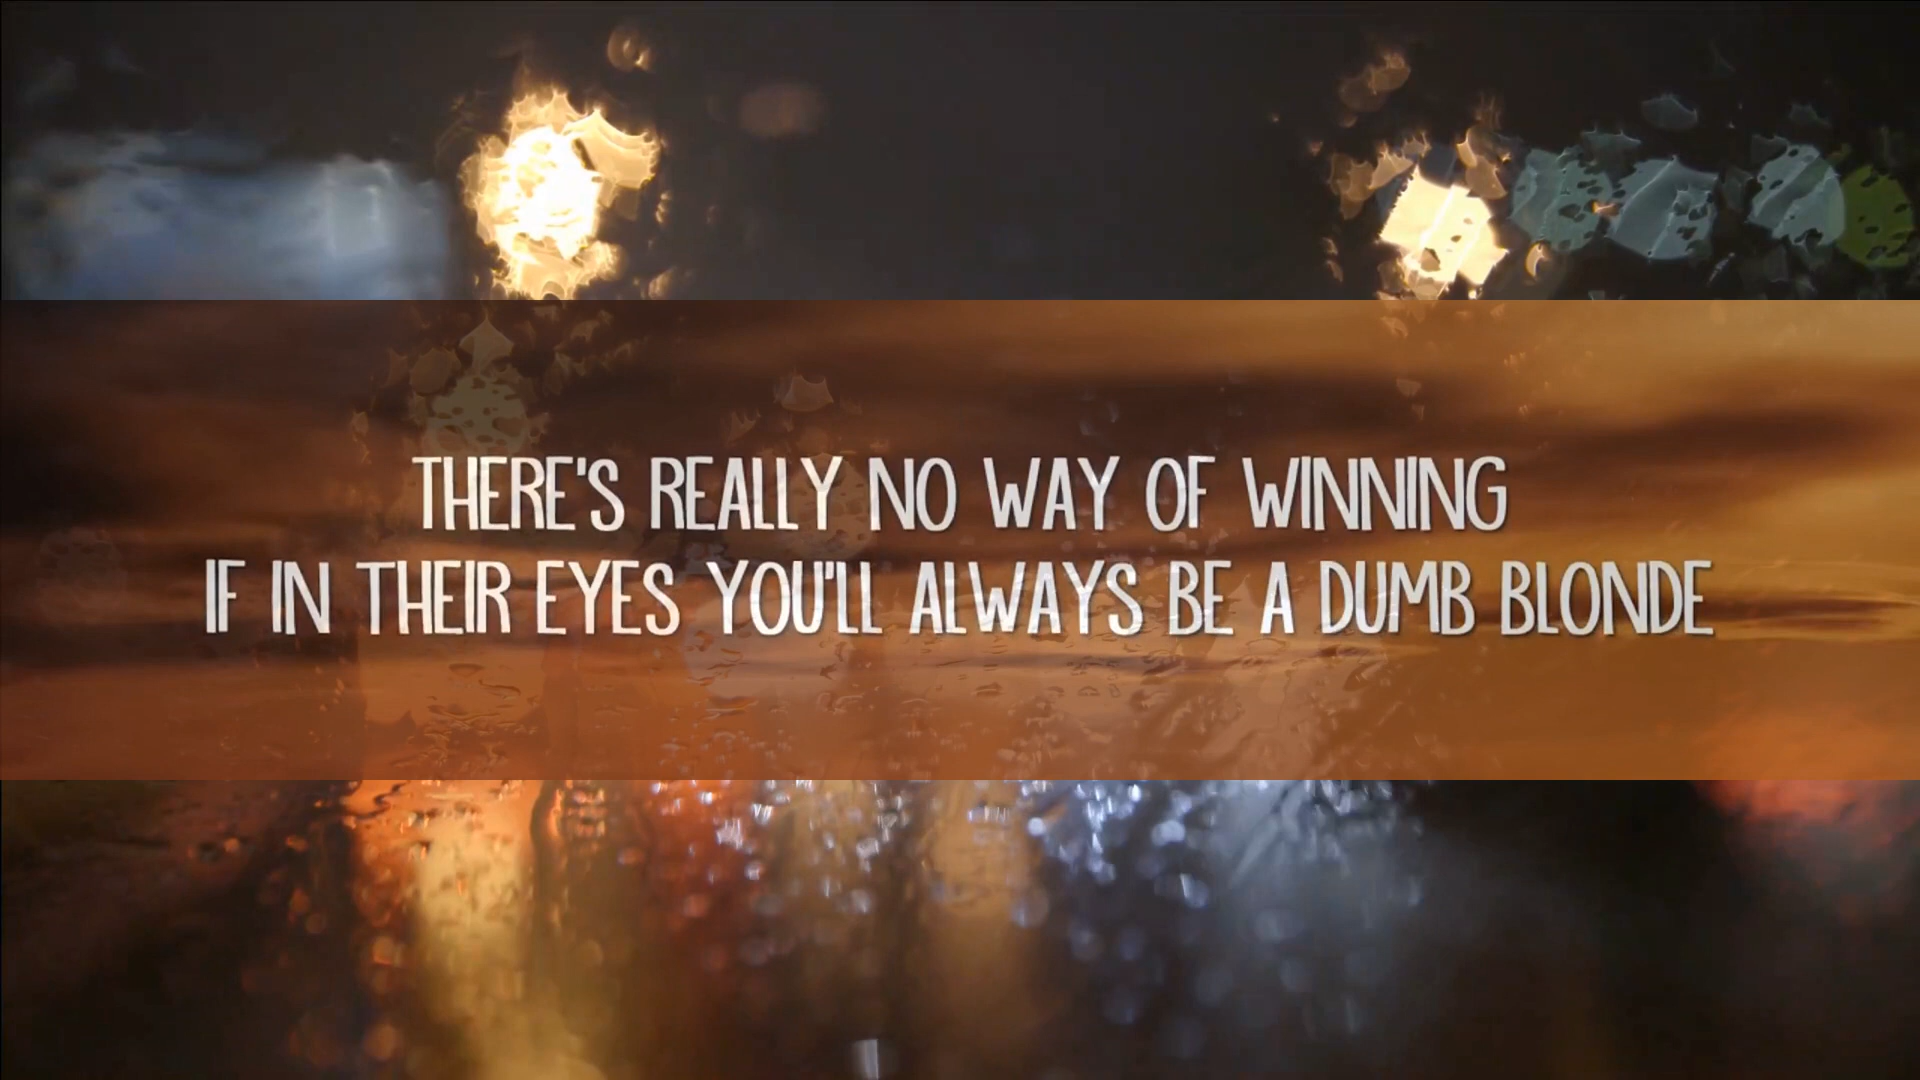 THERE'S REALLY NO WAY OF WINNING
IF IN THEIR EYES YOU'LL ALWAYS BE A DUMB BLONDE